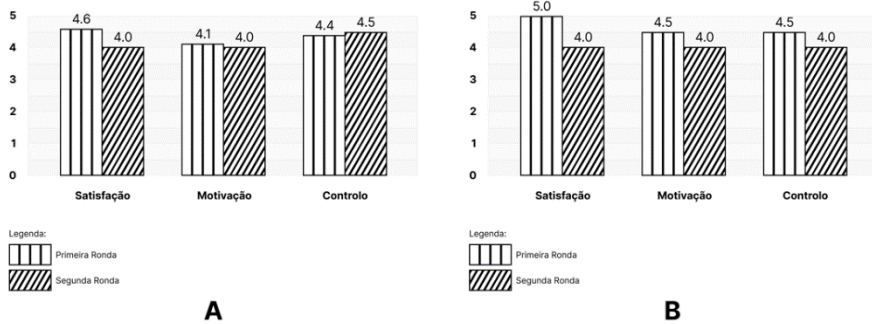 5
4
3
2
1
0
4.6
4.0
4.1
4.0
4.4
4.5
Satisfação
Motivação
Controlo
Legenda:
Primeira Ronda
Segunda Ronda
A
5
4
3
2
1
0
5.0
4.0
4.5
4.0
4.5
4.0
Satisfação
Motivação
Controlo
Legenda:
Primeira Ronda
Segunda Ronda
B